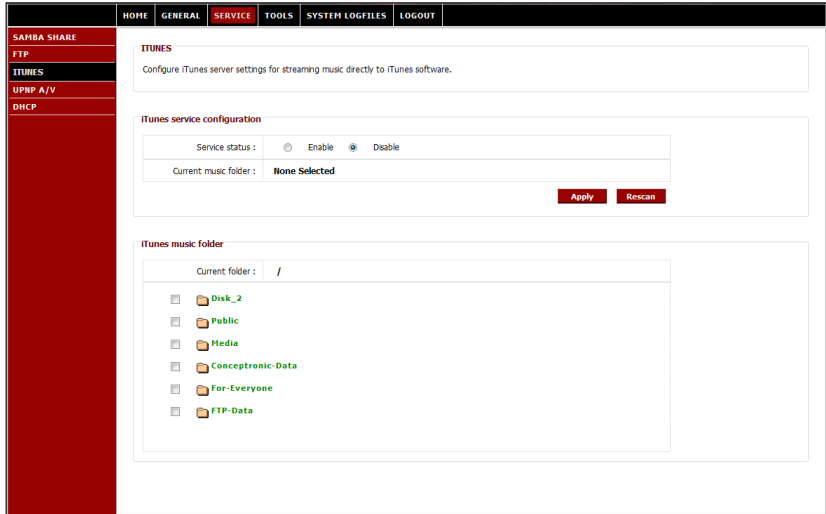 HOME GENERAL SERVICE TOOLS SYSTEM LOGFILES LOGOUT
SAMBA SHARE
FTP
ITUNES
UPNP A/V
DHCP
ITUNES
Configure iTunes server settings for streaming music directly to iTunes software.
iTunes service configuration
Service status : Enable Disable
Current music folder : None Selected
Apply Rescan
iTunes music folder
Current folder : /
Disk_2
Public
Media
Conceptronic-Data
For-Everyone
FTP-Data